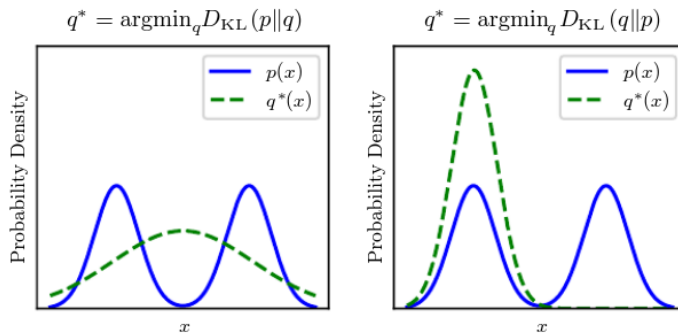 q* = argmin_q D_KL(p‖q)
p(x)
q*(x)
Probability Density
x
q* = argmin_q D_KL(q‖p)
p(x)
q*(x)
Probability Density
x